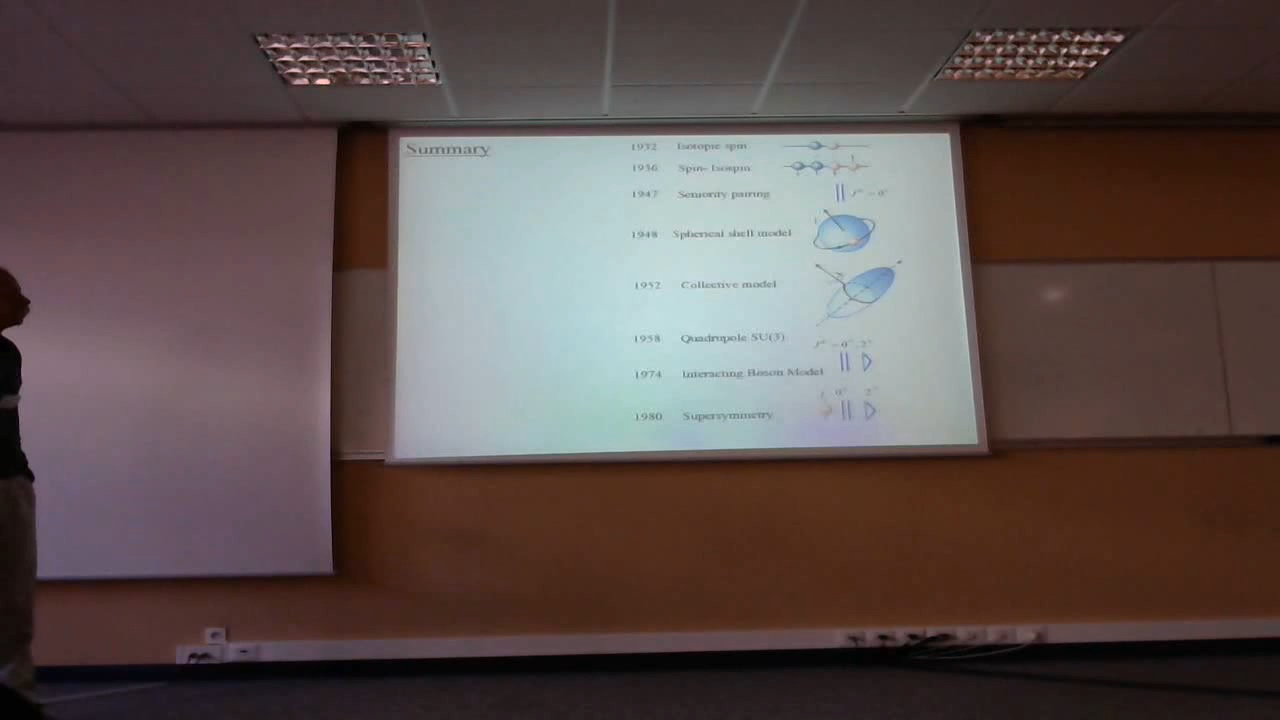 Summary
1932 Isotopic spin
1936 Spin-Isospin
1947 Seniority pairing
1948 Spherical shell model
1952 Collective model
1958 Quadrupole SU(3)
1974 Interacting Boson Model
1980 Supersymmetry